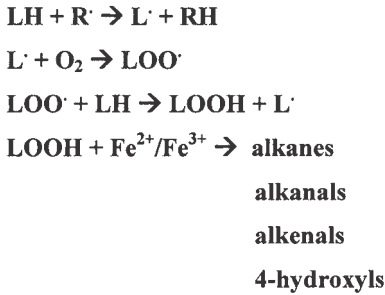 LH + R˙ → L˙ + RH
L˙ + O₂ → LOO˙
LOO˙ + LH → LOOH + L˙
LOOH + Fe²⁺/Fe³⁺ → alkanes
alkanals
alkenals
4-hydroxyls